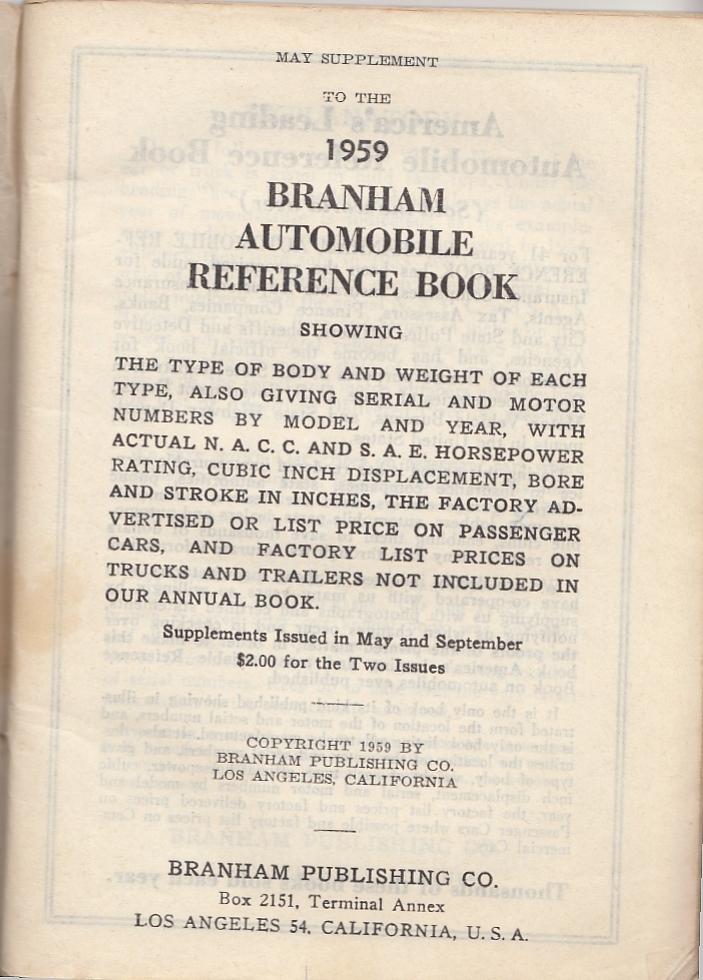 MAY SUPPLEMENT
TO THE
1959
BRANHAM
AUTOMOBILE
REFERENCE BOOK
SHOWING
THE TYPE OF BODY AND WEIGHT OF EACH
TYPE, ALSO GIVING SERIAL AND MOTOR
NUMBERS BY MODEL AND YEAR, WITH
ACTUAL N. A. C. C. AND S. A. E. HORSEPOWER
RATING, CUBIC INCH DISPLACEMENT, BORE
AND STROKE IN INCHES, THE FACTORY AD-
VERTISED OR LIST PRICE ON PASSENGER
CARS, AND FACTORY LIST PRICES ON
TRUCKS AND TRAILERS NOT INCLUDED IN
OUR ANNUAL BOOK.
Supplements Issued in May and September
$2.00 for the Two Issues
COPYRIGHT 1959 BY
BRANHAM PUBLISHING CO.
LOS ANGELES, CALIFORNIA
BRANHAM PUBLISHING CO.
Box 2151, Terminal Annex
LOS ANGELES 54, CALIFORNIA, U. S. A.